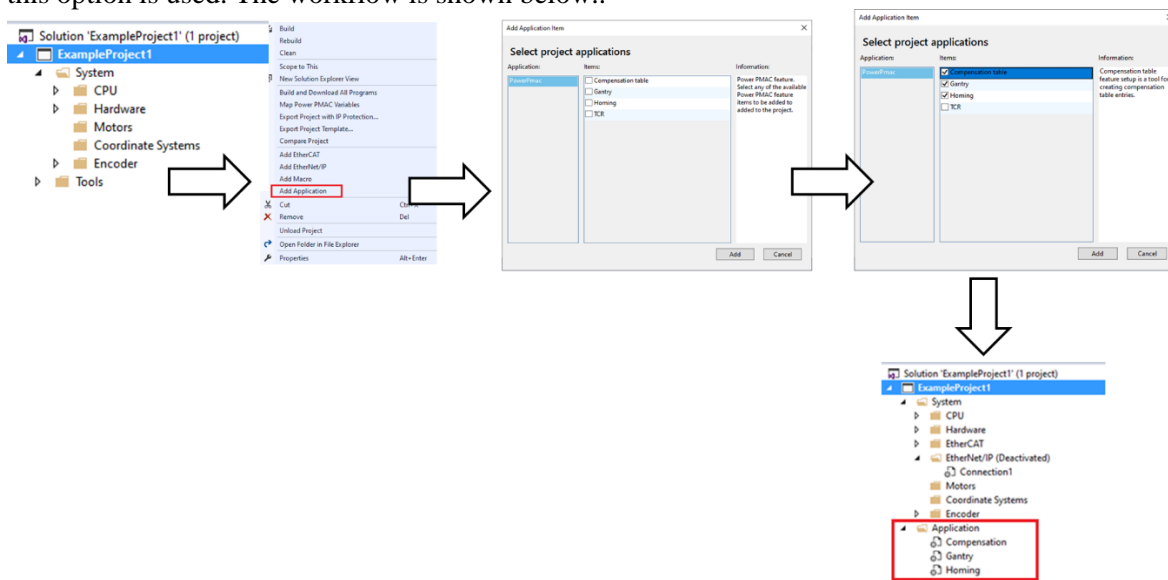 this option is used. The workflow is shown below..
Solution 'ExampleProject1' (1 project)
ExampleProject1
System
CPU
Hardware
Motors
Coordinate Systems
Encoder
Tools
Build
Rebuild
Clean
Scope to This
New Solution Explorer View
Build and Download All Programs
Map Power PMAC Variables
Export Project with IP Protection...
Export Project Template...
Compare Project
Add EtherCAT
Add EtherNet/IP
Add Macro
Add Application
Cut
Remove Del
Unload Project
Open Folder in File Explorer
Properties Alt+Enter
Add Application Item
Select project applications
Application: Items: Information:
PowerPmac
Compensation table
Gantry
Homing
TCR
Power PMAC feature.
Select any of the available
Power PMAC feature
items to be added to
added to the project.
Add Cancel
Add Application Item
Select project applications
Application: Items: Information:
PowerPmac
Compensation table
Gantry
Homing
TCR
Compensation table
feature setup is a tool for
creating compensation
table entries.
Add Cancel
Solution 'ExampleProject1' (1 project)
ExampleProject1
System
CPU
Hardware
EtherCAT
EtherNet/IP (Deactivated)
Connection1
Motors
Coordinate Systems
Encoder
Application
Compensation
Gantry
Homing